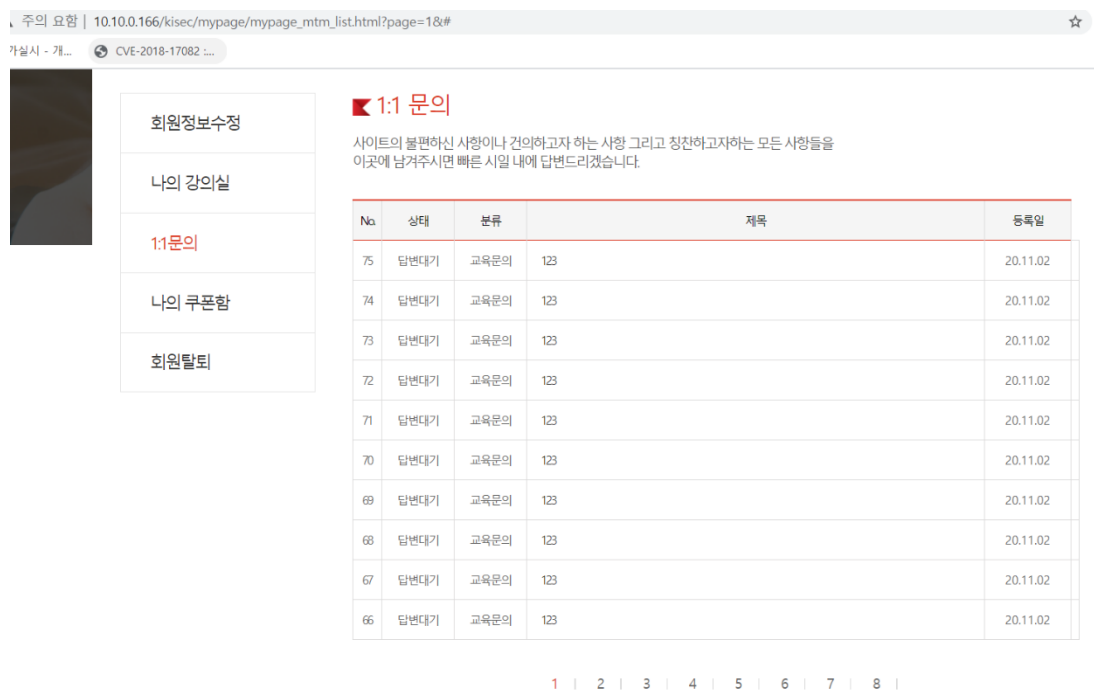 주의 요함 | 10.10.0.166/kisec/mypage/mypage_mtm_list.html?page=1&#
가실시 - 개... CVE-2018-17082 :...
회원정보수정
나의 강의실
1:1문의
나의 쿠폰함
회원탈퇴
1:1 문의
사이트의 불편하신 사항이나 건의하고자 하는 사항 그리고 칭찬하고자하는 모든 사항들을
이곳에 남겨주시면 빠른 시일 내에 답변드리겠습니다.
No. 상태 분류 제목 등록일
75 답변대기 교육문의 123 20.11.02
74 답변대기 교육문의 123 20.11.02
73 답변대기 교육문의 123 20.11.02
72 답변대기 교육문의 123 20.11.02
71 답변대기 교육문의 123 20.11.02
70 답변대기 교육문의 123 20.11.02
69 답변대기 교육문의 123 20.11.02
68 답변대기 교육문의 123 20.11.02
67 답변대기 교육문의 123 20.11.02
66 답변대기 교육문의 123 20.11.02
1 | 2 | 3 | 4 | 5 | 6 | 7 | 8 |